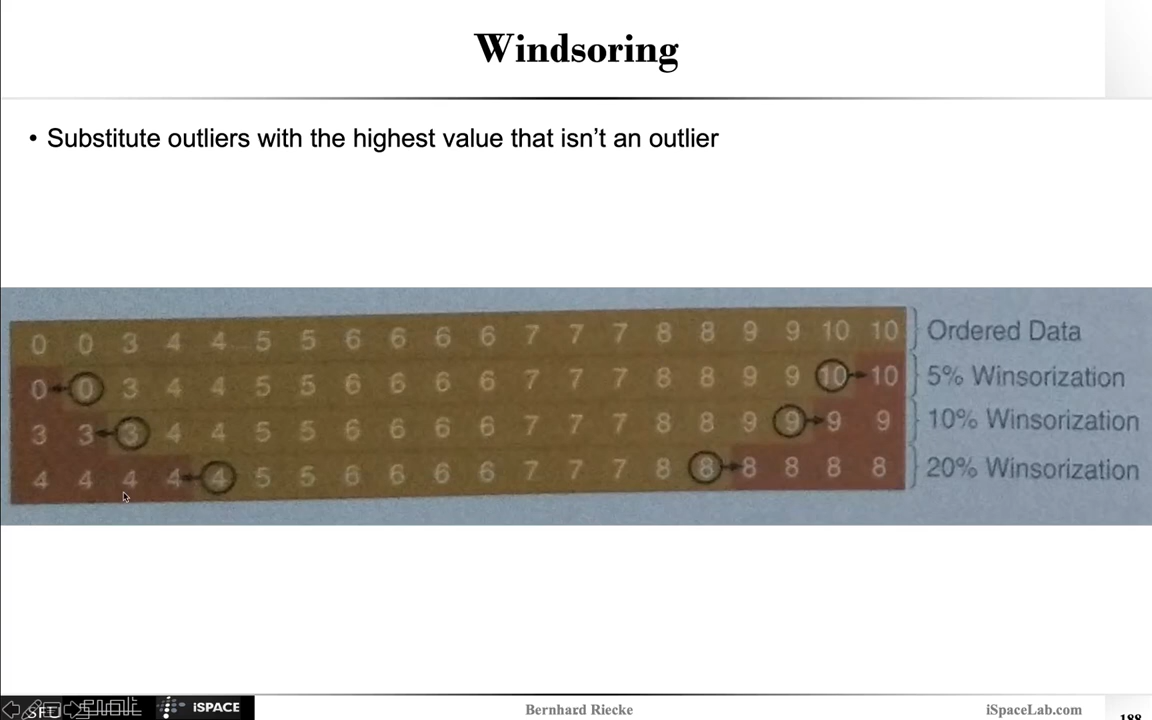 Windsoring
• Substitute outliers with the highest value that isn't an outlier
0 0 3 4 4 5 5 6 6 6 6 7 7 7 8 8 9 9 10 10 Ordered Data
0 0 3 4 4 5 5 6 6 6 6 7 7 7 8 8 9 9 10 10 5% Winsorization
3 3 3 4 4 5 5 6 6 6 6 7 7 7 8 8 9 9 9 9 10% Winsorization
4 4 4 4 4 5 5 6 6 6 6 7 7 7 8 8 8 8 8 8 20% Winsorization
SFU iSPACE Bernhard Riecke iSpaceLab.com 188